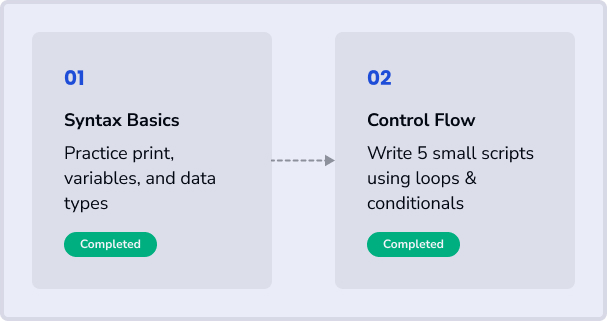 01
Syntax Basics
Practice print,
variables, and data
types
Completed
02
Control Flow
Write 5 small scripts
using loops &
conditionals
Completed